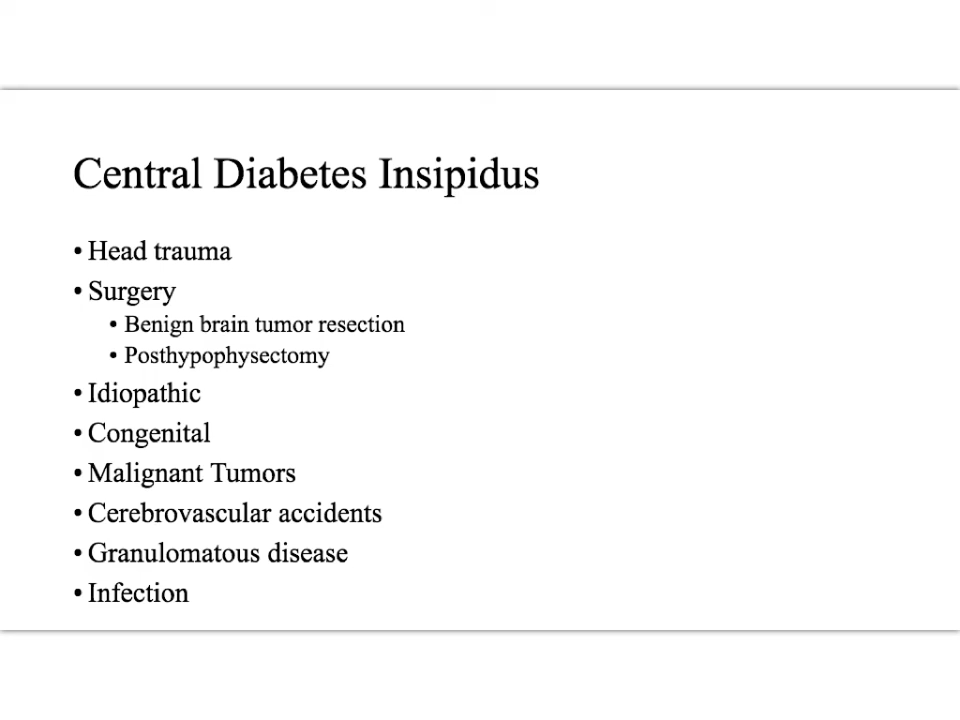 Central Diabetes Insipidus
• Head trauma
• Surgery
• Benign brain tumor resection
• Posthypophysectomy
• Idiopathic
• Congenital
• Malignant Tumors
• Cerebrovascular accidents
• Granulomatous disease
• Infection